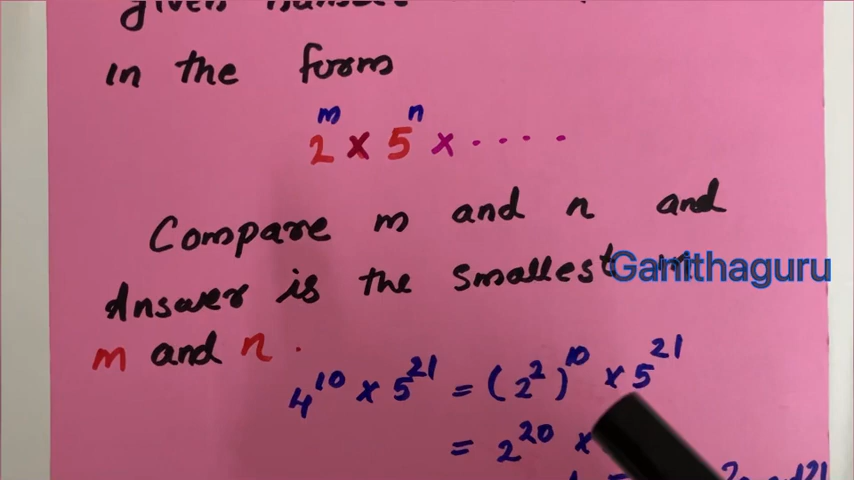 given
in the form
2^m × 5^n × . . . .
Compare m and n and
Answer is the smallest
Ganithaguru
m and n .
4^10 × 5^21 = (2^2)^10 × 5^21
= 2^20 ×